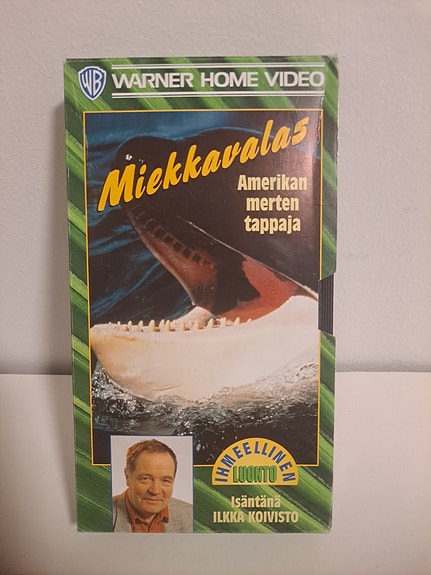 WB WARNER HOME VIDEO
Miekkavalas
Amerikan
merten
tappaja
IHMEELLINEN
LUONTO
Isäntänä
ILKKA KOIVISTO